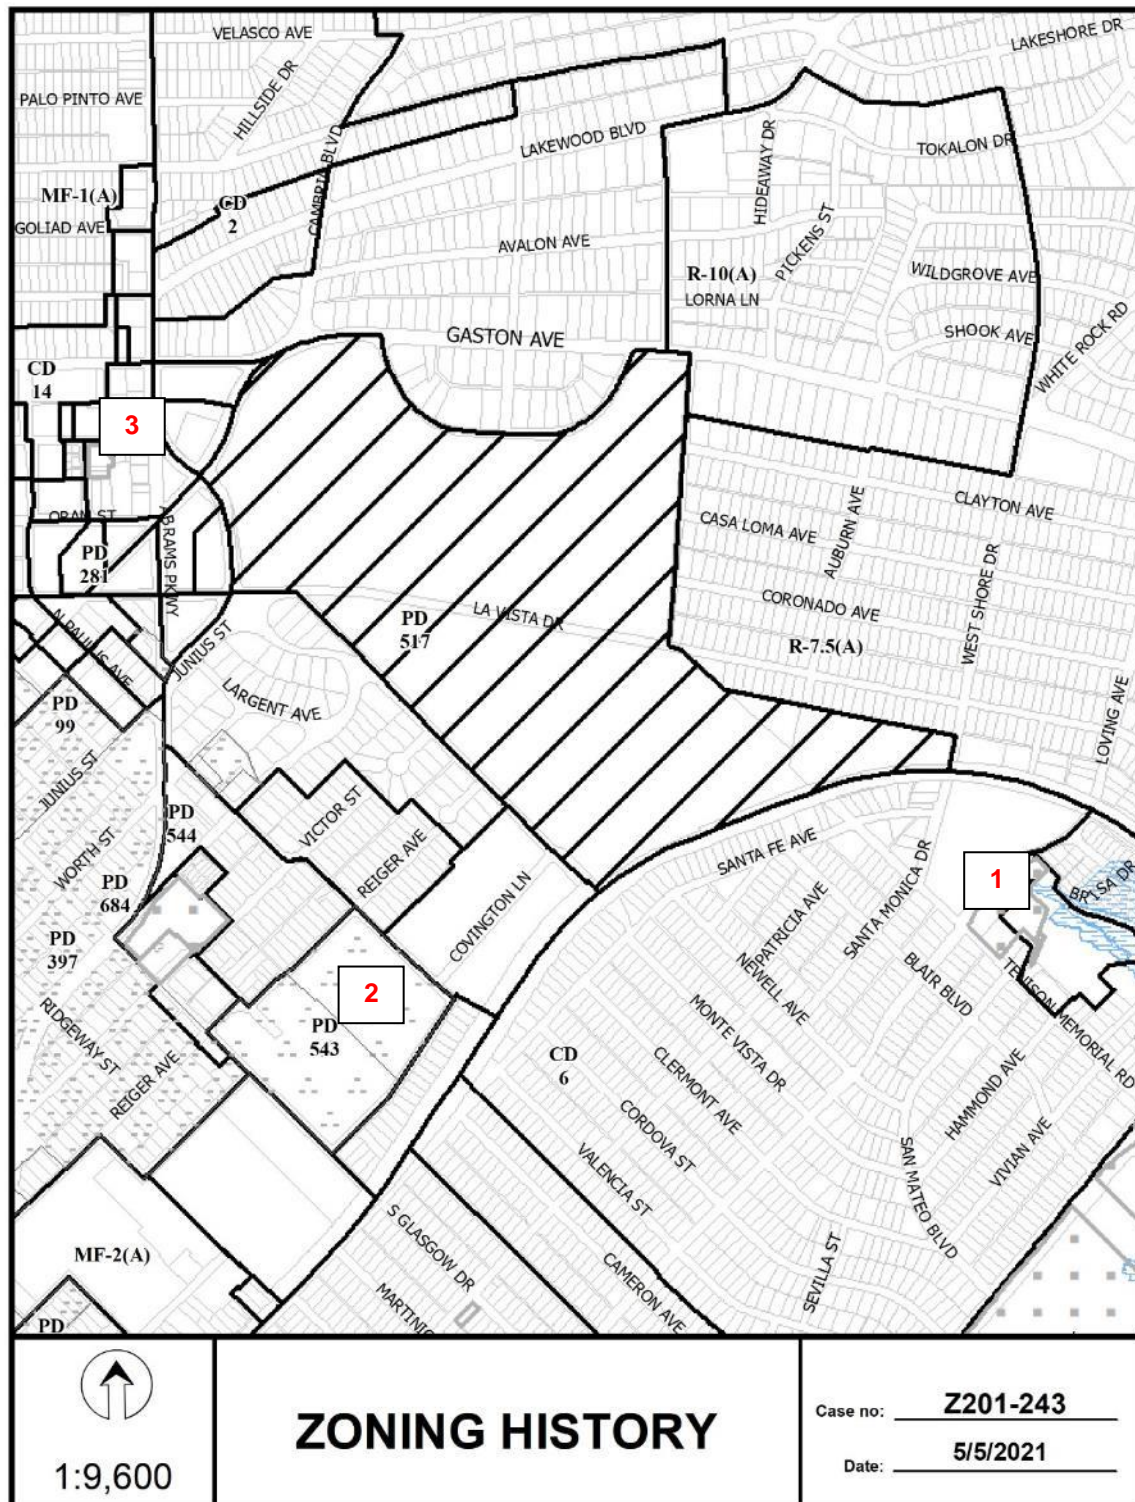 VELASCO AVE
LAKESHORE DR
HILLSIDE DR
PALO PINTO AVE
LAKEWOOD BLVD
TOKALON DR
HIDEAWAY DR
MF-1(A)
CD
2
CAMBRIA BLVD
GOLIAD AVE
AVALON AVE
PICKENS ST
R-10(A)
LORNA LN
WILDGROVE AVE
SHOOK AVE
WHITE ROCK RD
GASTON AVE
CD
14
3
ORAM ST
ABRAMS PKWY
CLAYTON AVE
CASA LOMA AVE
AUBURN AVE
PD
281
CORONADO AVE
WEST SHORE DR
LA VISTA DR
PD
517
R-7.5(A)
ALPAULUS AVE
JUNIUS ST
LARGENT AVE
PD
99
LOVING AVE
JUNIUS ST
PD
544
VICTOR ST
REIGER AVE
WORTH ST
SANTA FE AVE
PD
684
SANTA MONICA DR
1
COVINGTON LN
PATRICIA AVE
PD
397
NEWELL AVE
BLAIR BLVD
2
TENISON MEMORIAL RD
RIDGEWAY ST
PD
543
MONTE VISTA DR
REIGER AVE
CD
6
CLERMONT AVE
HAMMOND AVE
CORDOVA ST
VIVIAN AVE
VALENCIA ST
SAN MATEO BLVD
S GLASGOW DR
MF-2(A)
CAMERON AVE
SEVILLA ST
PD
1:9,600
ZONING HISTORY
Case no: Z201-243
Date: 5/5/2021